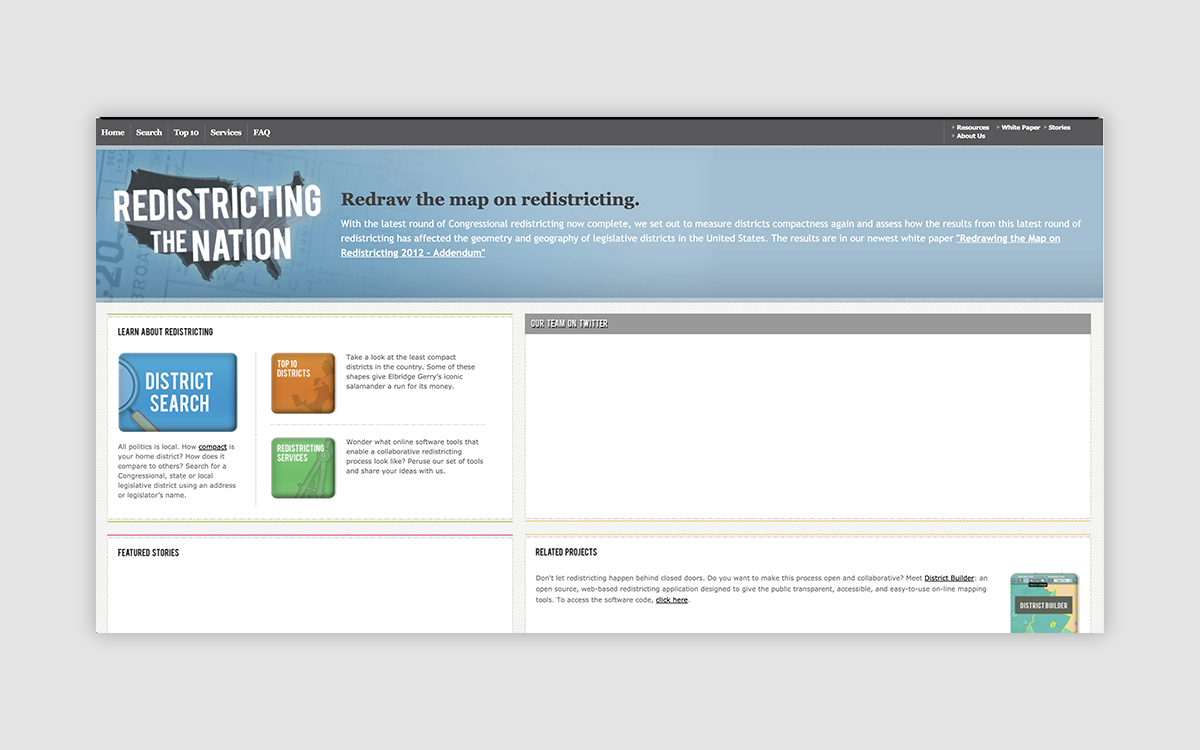 Home Search Top 10 Services FAQ
Resources White Paper Stories
About Us
REDISTRICTING
THE NATION
Redraw the map on redistricting.
With the latest round of Congressional redistricting now complete, we set out to measure districts compactness again and assess how the results from this latest round of
redistricting has affected the geometry and geography of legislative districts in the United States. The results are in our newest white paper "Redrawing the Map on
Redistricting 2012 - Addendum"
LEARN ABOUT REDISTRICTING
DISTRICT
SEARCH
All politics is local. How compact is
your home district? How does it
compare to others? Search for a
Congressional, state or local
legislative district using an address
or legislator's name.
TOP 10
DISTRICTS
Take a look at the least compact
districts in the country. Some of these
shapes give Elbridge Gerry's iconic
salamander a run for its money.
REDISTRICTING
SERVICES
Wonder what online software tools that
enable a collaborative redistricting
process look like? Peruse our set of tools
and share your ideas with us.
OUR TEAM ON TWITTER
FEATURED STORIES
RELATED PROJECTS
Don't let redistricting happen behind closed doors. Do you want to make this process open and collaborative? Meet District Builder: an
open source, web-based redistricting application designed to give the public transparent, accessible, and easy-to-use on-line mapping
tools. To access the software code, click here.
DISTRICT BUILDER